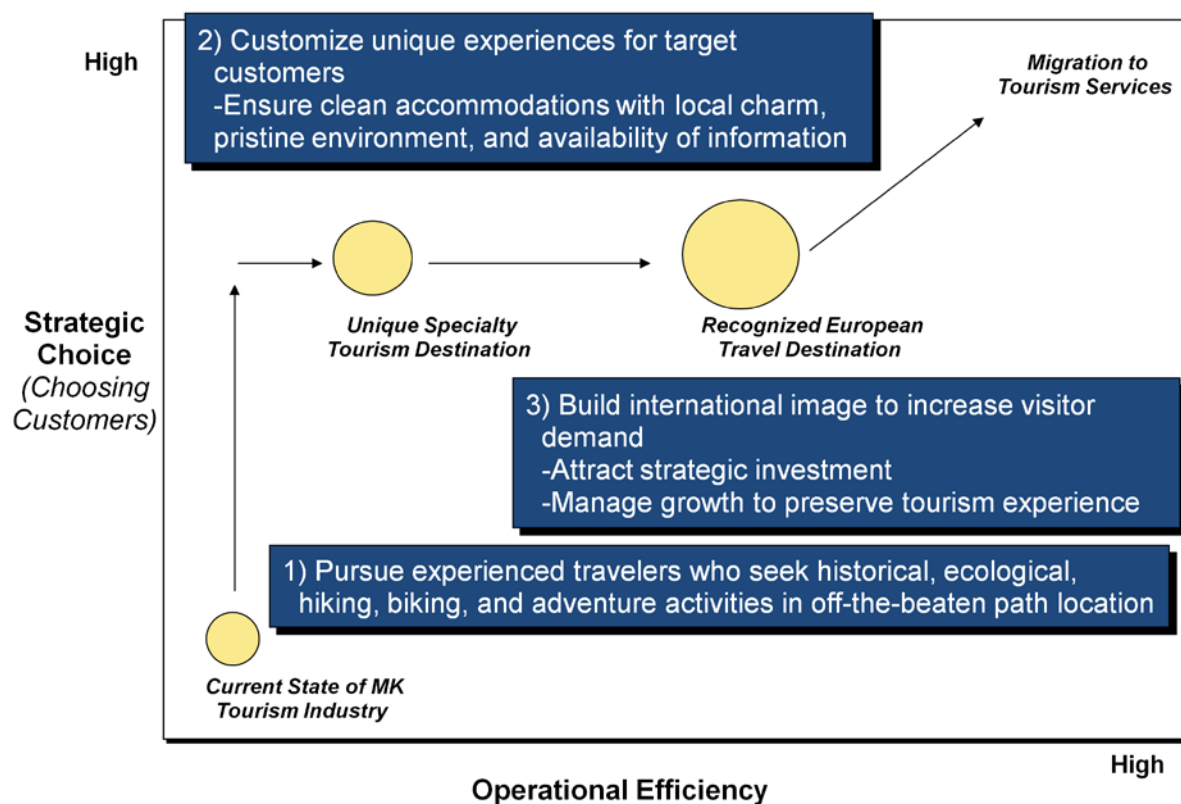 High
2) Customize unique experiences for target
customers
-Ensure clean accommodations with local charm,
pristine environment, and availability of information
Migration to
Tourism Services
Unique Specialty
Tourism Destination
Recognized European
Travel Destination
Strategic
Choice
(Choosing
Customers)
3) Build international image to increase visitor
demand
-Attract strategic investment
-Manage growth to preserve tourism experience
1) Pursue experienced travelers who seek historical, ecological,
hiking, biking, and adventure activities in off-the-beaten path location
Current State of MK
Tourism Industry
High
Operational Efficiency